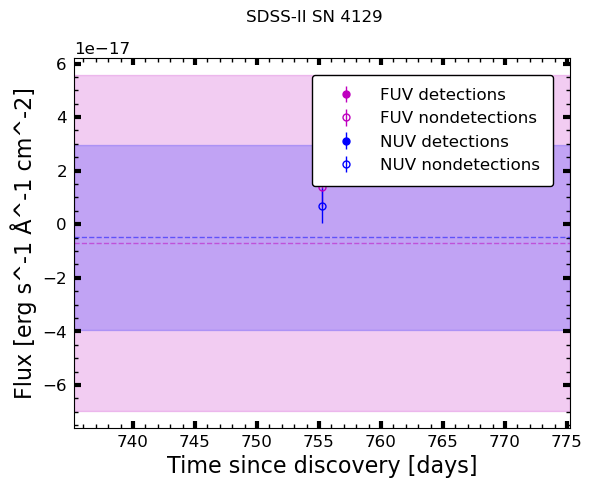 SDSS-II SN 4129
1e−17
6
4
2
0
−2
−4
−6
Flux [erg s^-1 Å^-1 cm^-2]
FUV detections
FUV nondetections
NUV detections
NUV nondetections
740 745 750 755 760 765 770 775
Time since discovery [days]